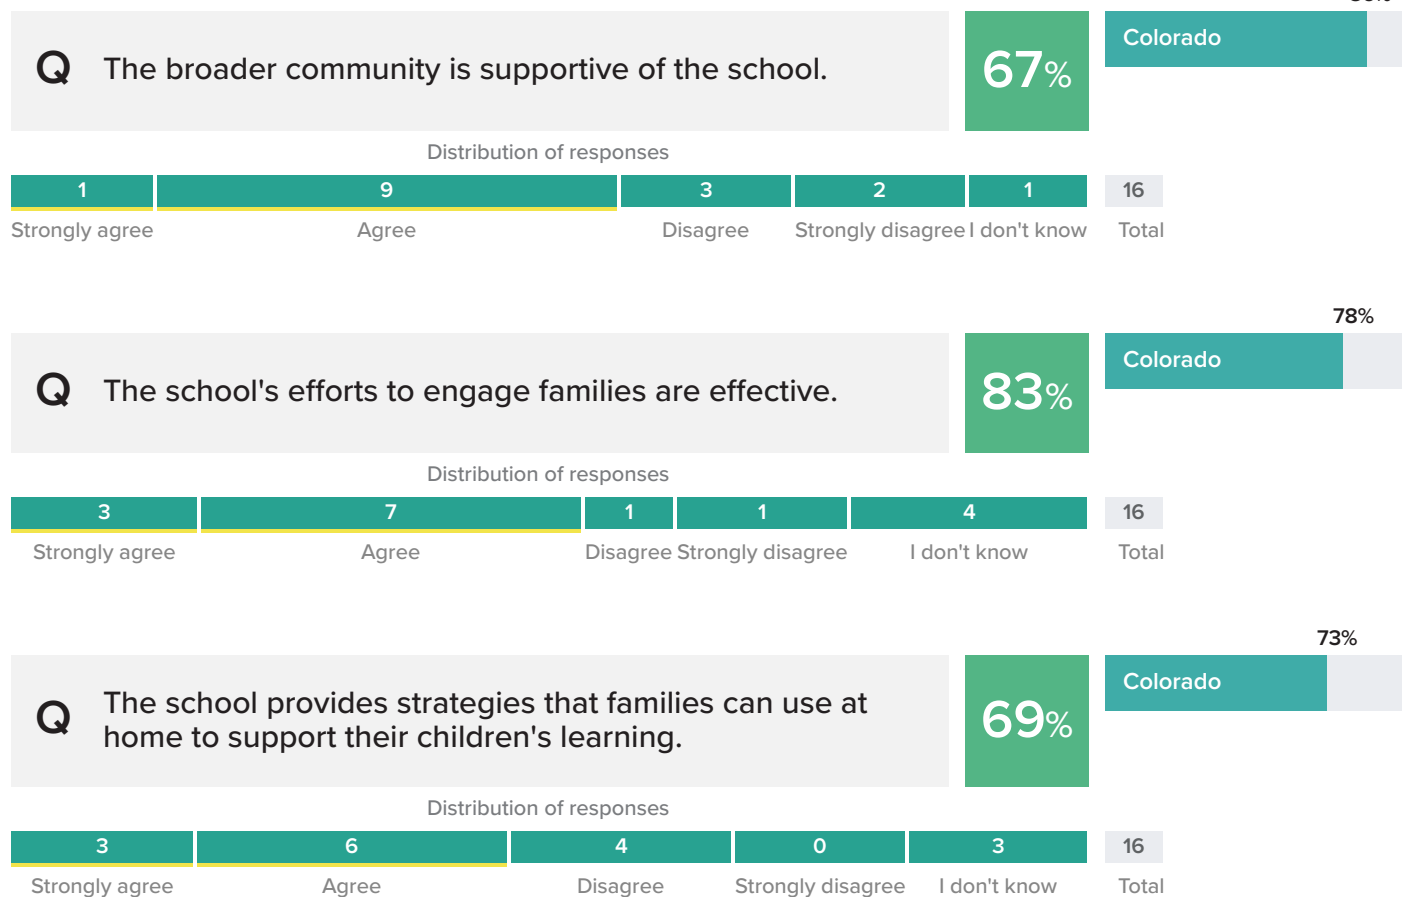 Q The broader community is supportive of the school. 67% Colorado
Distribution of responses
1 9 3 2 1 16
Strongly agree Agree Disagree Strongly disagree I don't know Total
78%
Q The school's efforts to engage families are effective. 83% Colorado
Distribution of responses
3 7 1 1 4 16
Strongly agree Agree Disagree Strongly disagree I don't know Total
73%
Q The school provides strategies that families can use at
home to support their children's learning. 69% Colorado
Distribution of responses
3 6 4 0 3 16
Strongly agree Agree Disagree Strongly disagree I don't know Total